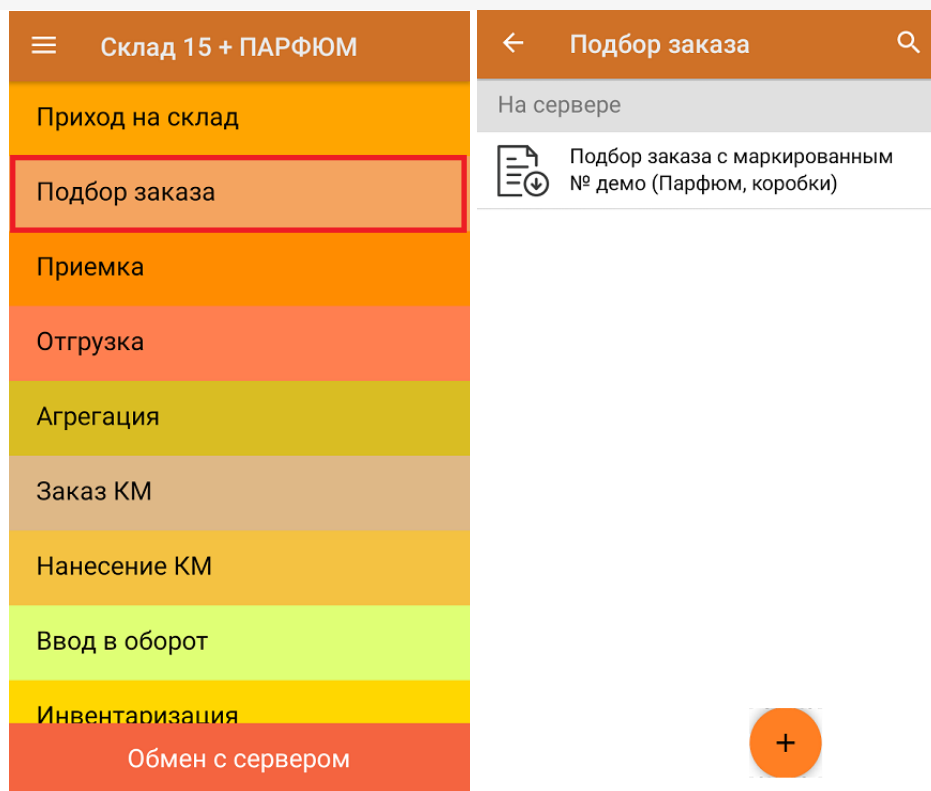 Склад 15 + ПАРФЮМ
Приход на склад
Подбор заказа
Приемка
Отгрузка
Агрегация
Заказ КМ
Нанесение КМ
Ввод в оборот
Инвентаризация
Обмен с сервером
Подбор заказа
На сервере
Подбор заказа с маркированным
№ демо (Парфюм, коробки)
+